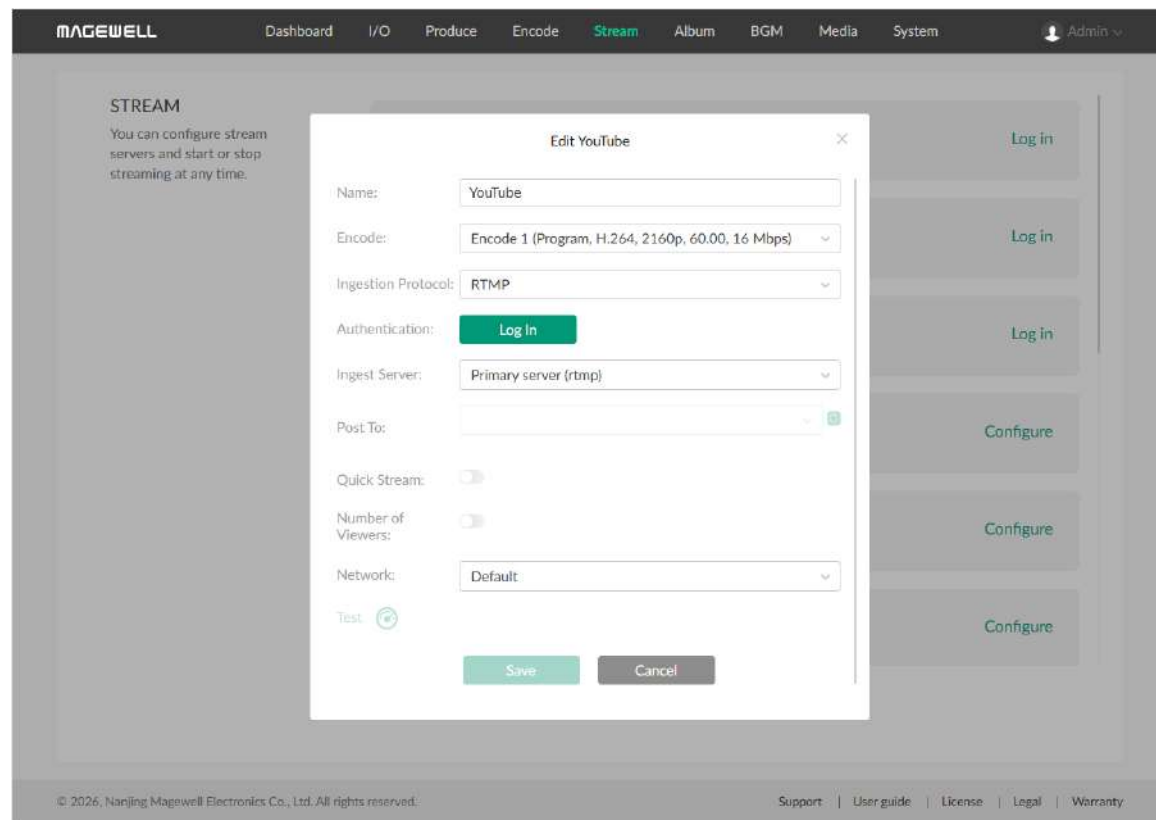 MAGEWELL
Dashboard I/O Produce Encode Stream Album BGM Media System Admin
STREAM
You can configure stream
servers and start or stop
streaming at any time.
Log in
Log in
Log in
Configure
Configure
Configure
Edit YouTube
Name: YouTube
Encode: Encode 1 (Program, H.264, 2160p, 60.00, 16 Mbps)
Ingestion Protocol: RTMP
Authentication: Log In
Ingest Server: Primary server (rtmp)
Post To:
Quick Stream:
Number of
Viewers:
Network: Default
Test
Save Cancel
© 2026, Nanjing Magewell Electronics Co., Ltd. All rights reserved.
Support | User guide | License | Legal | Warranty